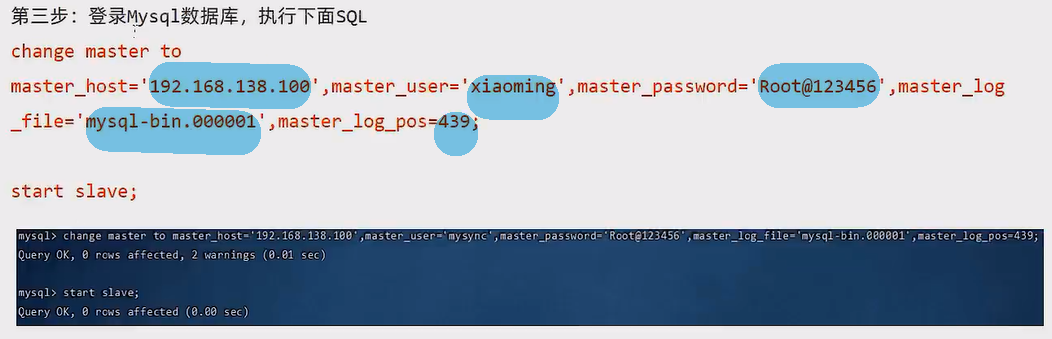 第三步：登录Mysql数据库，执行下面SQL
change master to
master_host='192.168.138.100',master_user='xiaoming',master_password='Root@123456',master_log
_file='mysql-bin.000001',master_log_pos=439;
start slave;
mysql> change master to master_host='192.168.138.100',master_user='mysync',master_password='Root@123456',master_log_file='mysql-bin.000001',master_log_pos=439;
Query OK, 0 rows affected, 2 warnings (0.01 sec)
mysql> start slave;
Query OK, 0 rows affected (0.00 sec)